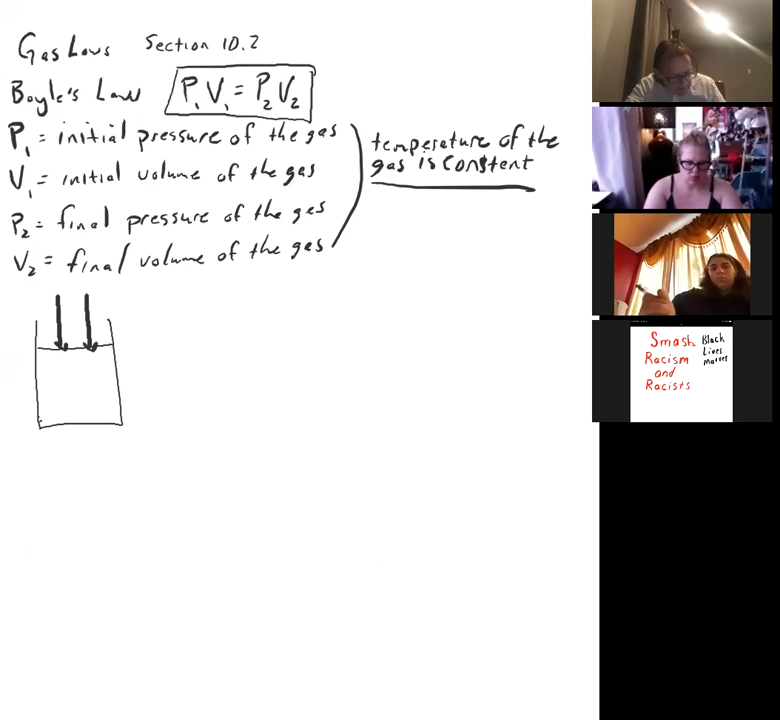 Gas Laws Section 10.2
Boyle's Law P₁V₁ = P₂V₂
P₁ = initial pressure of the gas
V₁ = initial volume of the gas
P₂ = final pressure of the gas
V₂ = final volume of the gas
temperature of the
gas is constant
Smash
Racism
and
Racists
Black
Lives
Matter